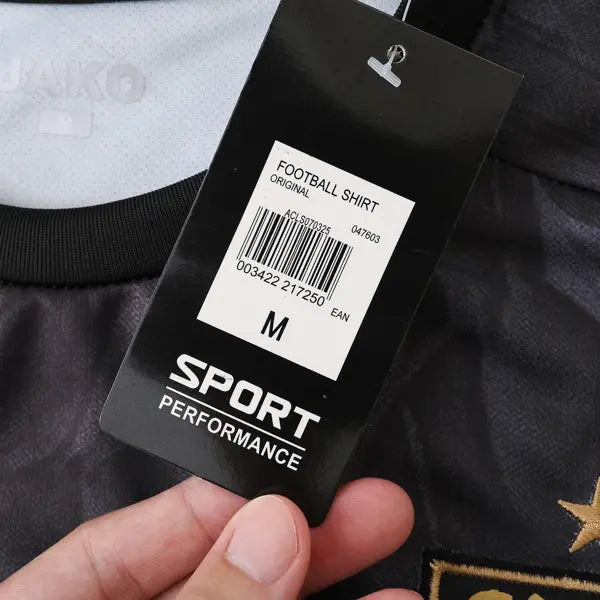 JAKO
FOOTBALL SHIRT
ORIGINAL
ACLS070325 047603
003422 217250
EAN
M
SPORT
PERFORMANCE